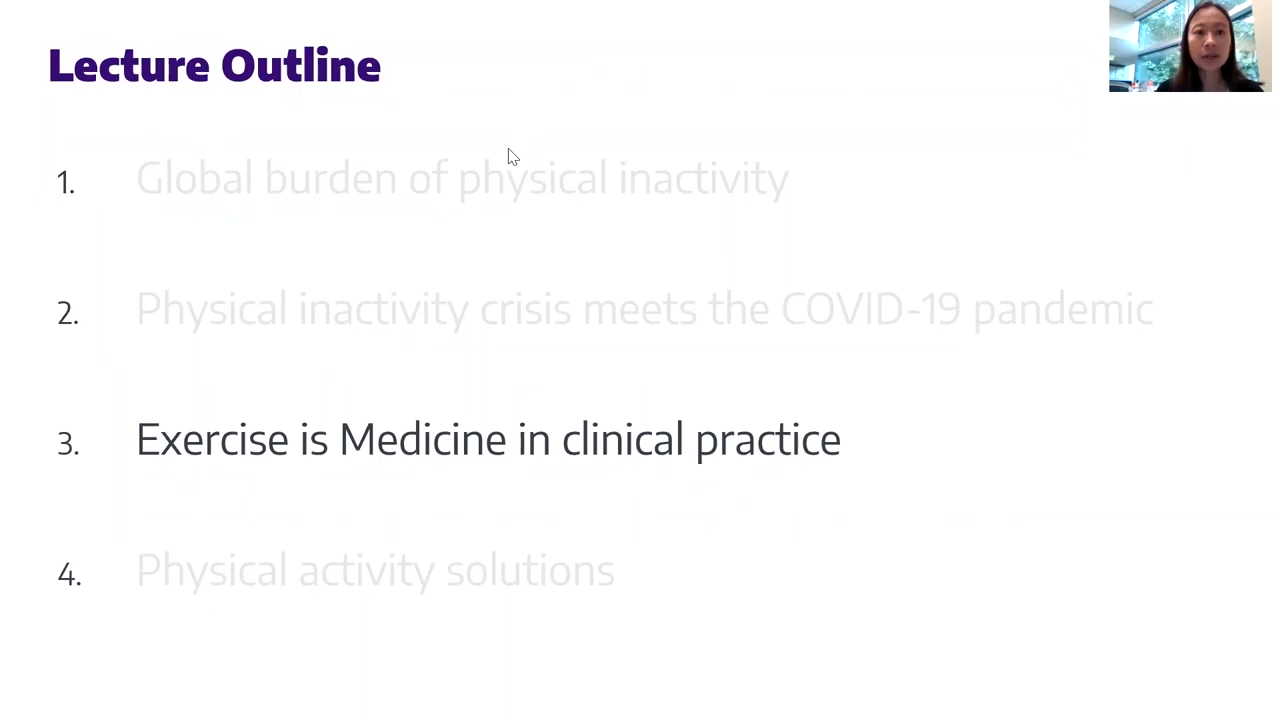 Lecture Outline
1. Global burden of physical inactivity
2. Physical inactivity crisis meets the COVID-19 pandemic
3. Exercise is Medicine in clinical practice
4. Physical activity solutions